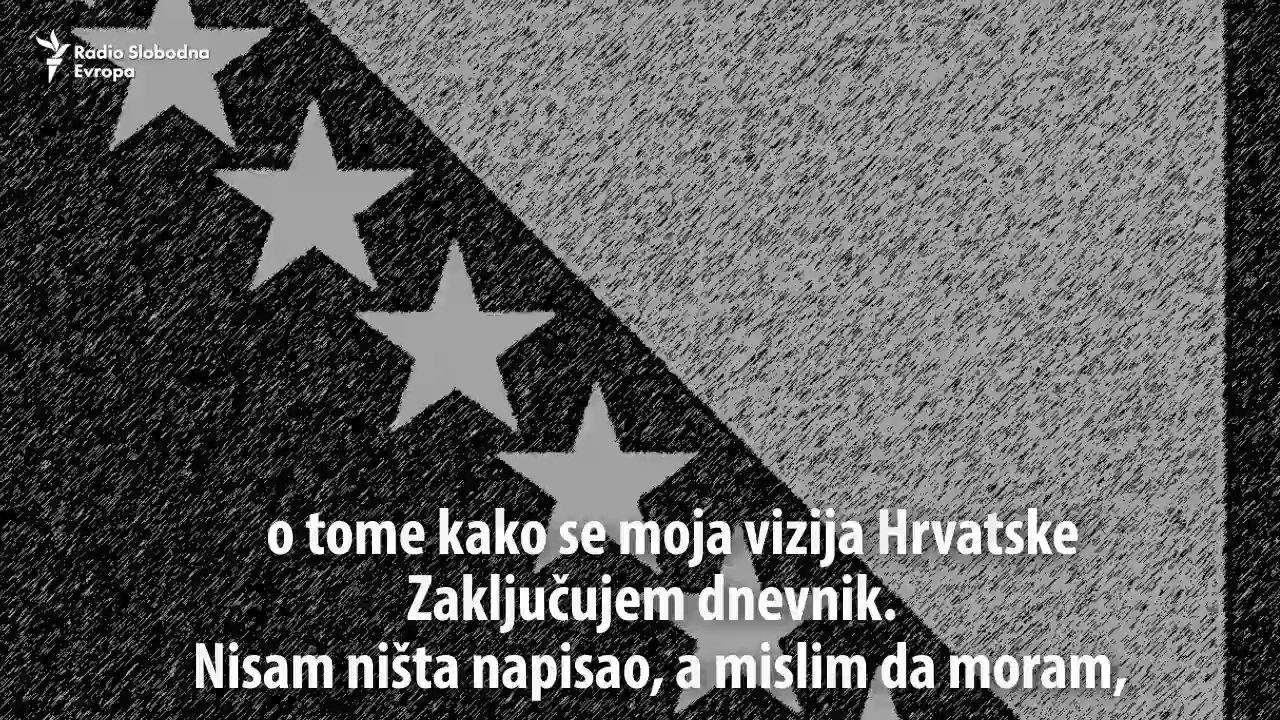 Radio Slobodna
Evropa
o tome kako se moja vizija Hrvatske
Zaključujem dnevnik.
Nisam ništa napisao, a mislim da moram,